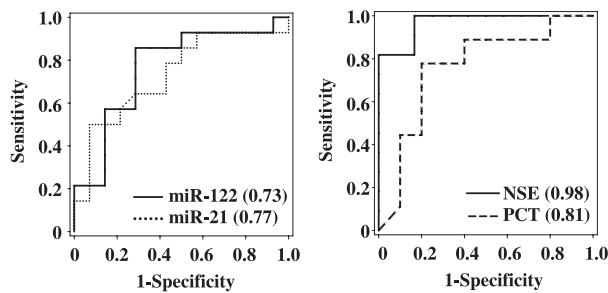 Sensitivity
1.0
0.8
0.6
0.4
0.2
0
miR-122 (0.73)
miR-21 (0.77)
0 0.2 0.4 0.6 0.8 1.0
1-Specificity
Sensitivity
1.0
0.8
0.6
0.4
0.2
0
NSE (0.98)
PCT (0.81)
0 0.2 0.4 0.6 0.8 1.0
1-Specificity